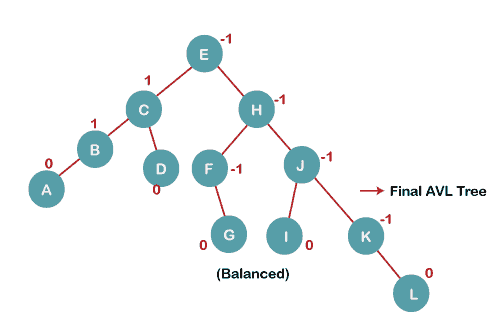 E -1
1
C H -1
1
B
0 F -1 J -1
D
A 0
→ Final AVL Tree
-1
G I K
0 0
(Balanced)
0
L